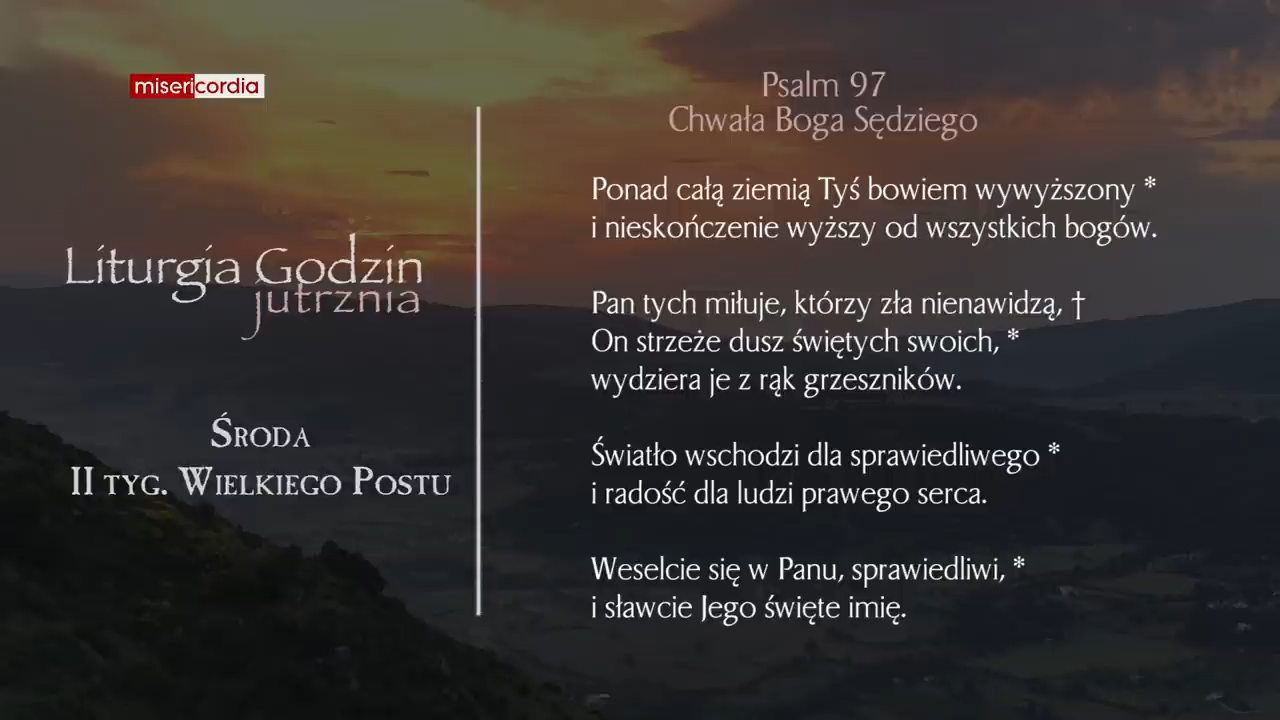 misericordia
Liturgia Godzin
jutrznia
Środa
II tyg. Wielkiego Postu
Psalm 97
Chwała Boga Sędziego
Ponad całą ziemią Tyś bowiem wywyższony *
i nieskończenie wyższy od wszystkich bogów.
Pan tych miłuje, którzy zła nienawidzą, †
On strzeże dusz świętych swoich, *
wydziera je z rąk grzeszników.
Światło wschodzi dla sprawiedliwego *
i radość dla ludzi prawego serca.
Weselcie się w Panu, sprawiedliwi, *
i sławcie Jego święte imię.